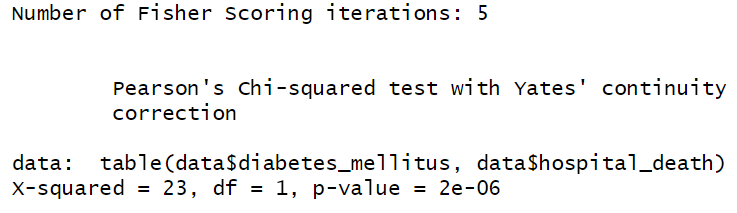 Number of Fisher Scoring iterations: 5
Pearson's Chi-squared test with Yates' continuity
correction
data:  table(data$diabetes_mellitus, data$hospital_death)
X-squared = 23, df = 1, p-value = 2e-06